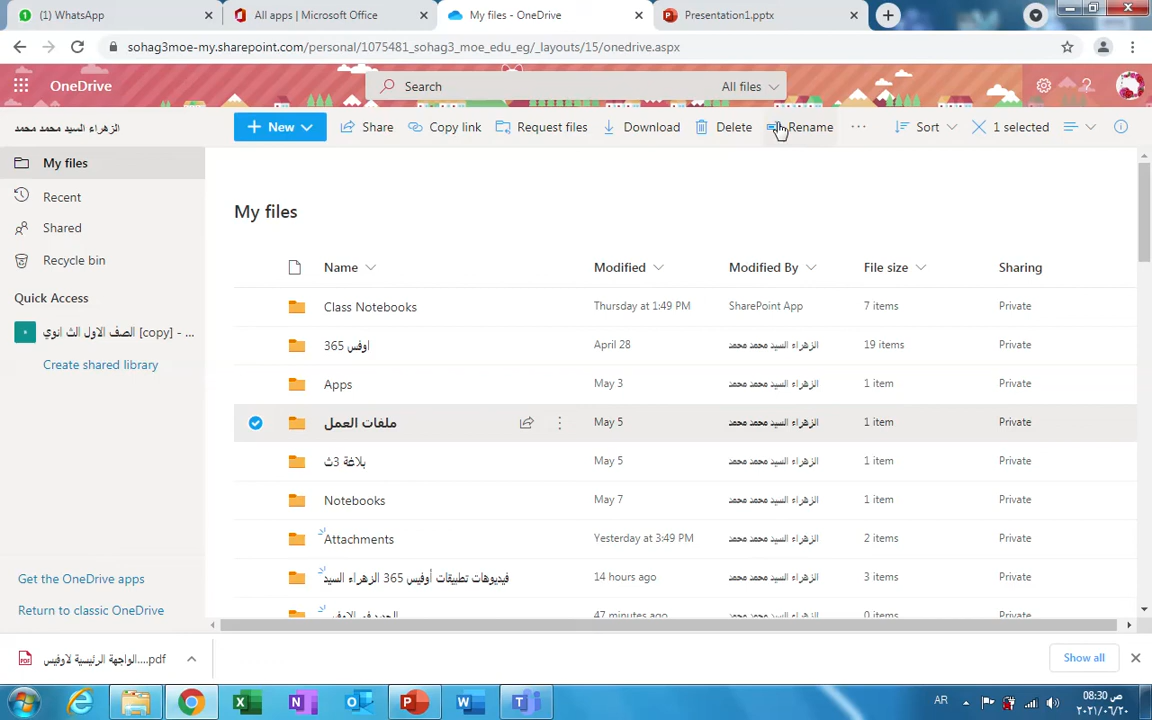 (1) WhatsApp
All apps | Microsoft Office
My files - OneDrive
Presentation1.pptx
sohag3moe-my.sharepoint.com/personal/1075481_sohag3_moe_edu_eg/_layouts/15/onedrive.aspx
OneDrive
Search
All files
الزهراء السيد محمد محمد
New
Share
Copy link
Request files
Download
Delete
Rename
Sort
1 selected
My files
Recent
Shared
Recycle bin
Quick Access
الصف الاول الث انوي [copy] - ...
Create shared library
Get the OneDrive apps
Return to classic OneDrive
My files
Name Modified Modified By File size Sharing
Class Notebooks Thursday at 1:49 PM SharePoint App 7 items Private
اوفس 365 April 28 الزهراء السيد محمد محمد 19 items Private
Apps May 3 الزهراء السيد محمد محمد 1 item Private
ملفات العمل May 5 الزهراء السيد محمد محمد 1 item Private
بلاغة 3ث May 5 الزهراء السيد محمد محمد 1 item Private
Notebooks May 7 الزهراء السيد محمد محمد 1 item Private
Attachments Yesterday at 3:49 PM الزهراء السيد محمد محمد 2 items Private
فيديوهات تطبيقات أوفيس 365 الزهراء السيد 14 hours ago الزهراء السيد محمد محمد 3 items Private
47 minutes ago 0 items Private
الواجهة الرئيسية لاوفيس....pdf
Show all
AR
08:30 ص
٢٠٢١/٠٦/٢٠